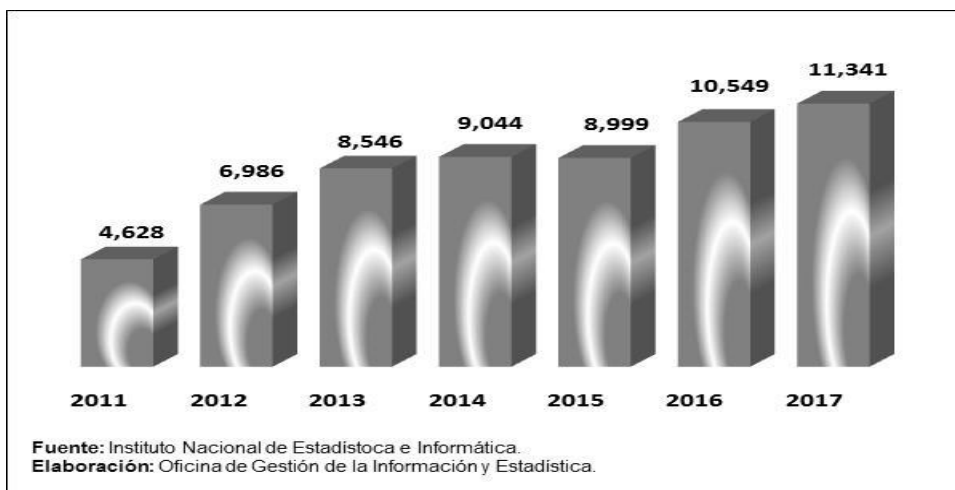 11,341
10,549
9,044
8,999
8,546
6,986
4,628
2011 2012 2013 2014 2015 2016 2017
Fuente: Instituto Nacional de Estadístoca e Informática.
Elaboración: Oficina de Gestión de la Información y Estadística.